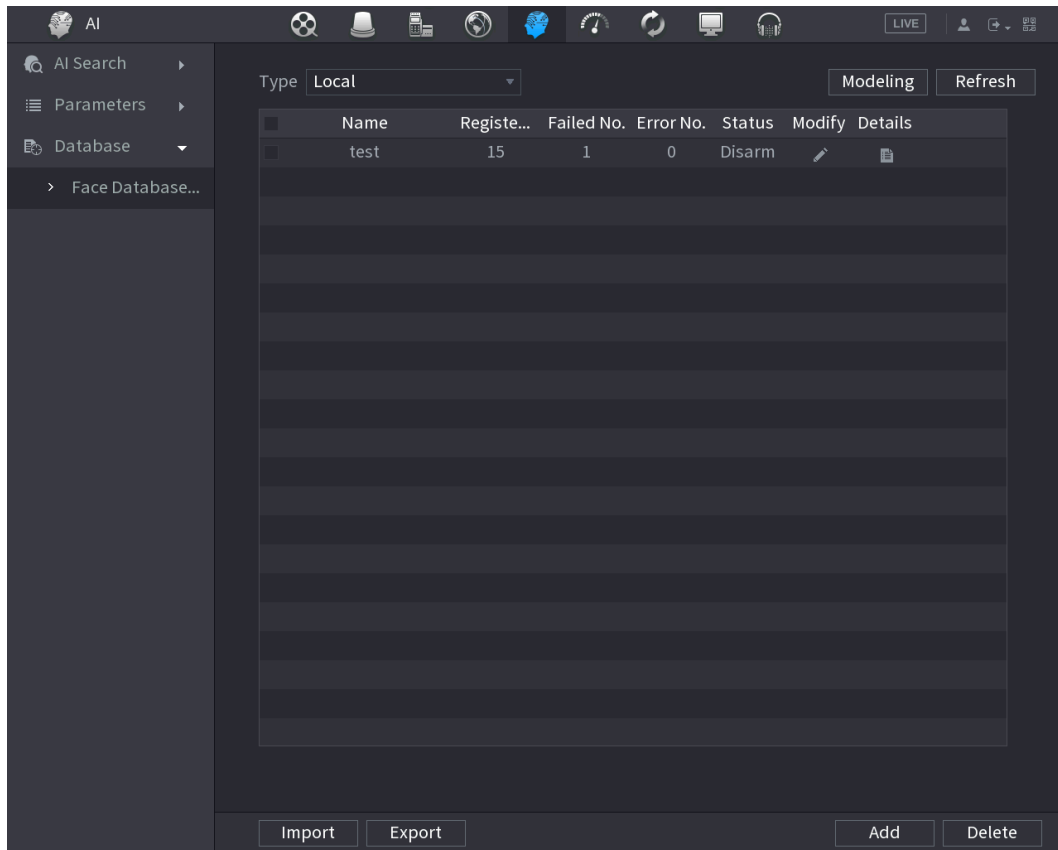 AI LIVE
AI Search
Parameters
Database
Face Database...
Type Local Modeling Refresh
Name Registe... Failed No. Error No. Status Modify Details
test 15 1 0 Disarm
Import Export Add Delete